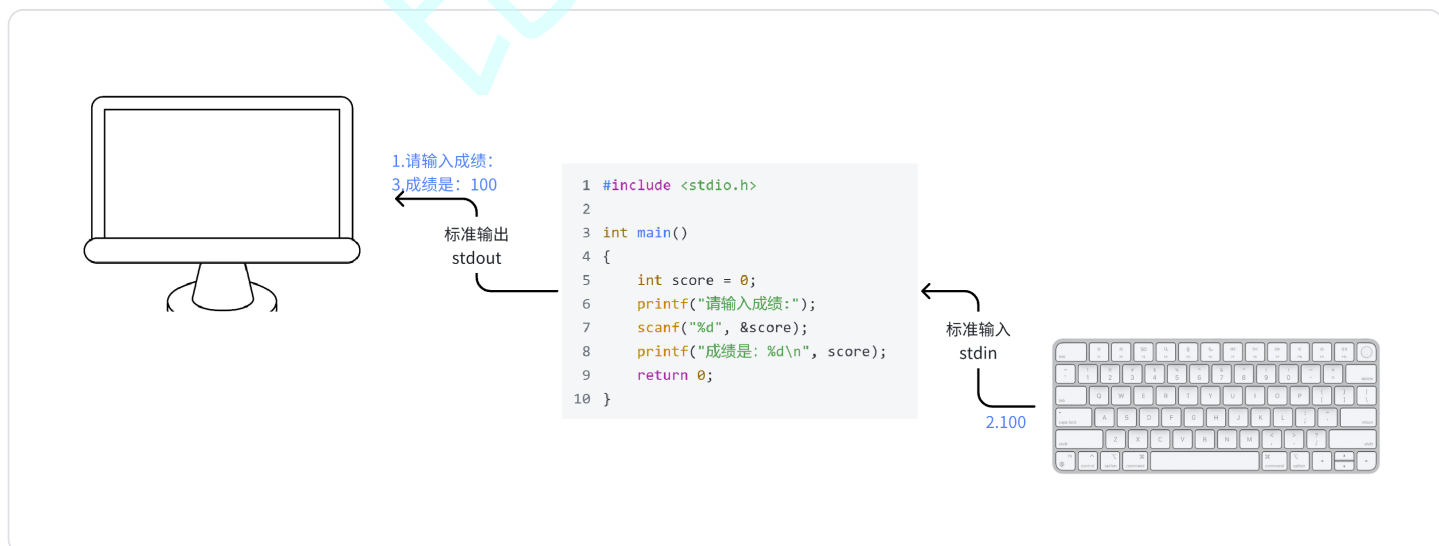 1.请输入成绩：
3.成绩是：100
标准输出
stdout
1 #include <stdio.h>
2
3 int main()
4 {
5     int score = 0;
6     printf("请输入成绩:");
7     scanf("%d", &score);
8     printf("成绩是：%d\n", score);
9     return 0;
10 }
标准输入
stdin
2.100
Q W E R T Y U I O P
A S D F G H J K L
Z X C V B N M